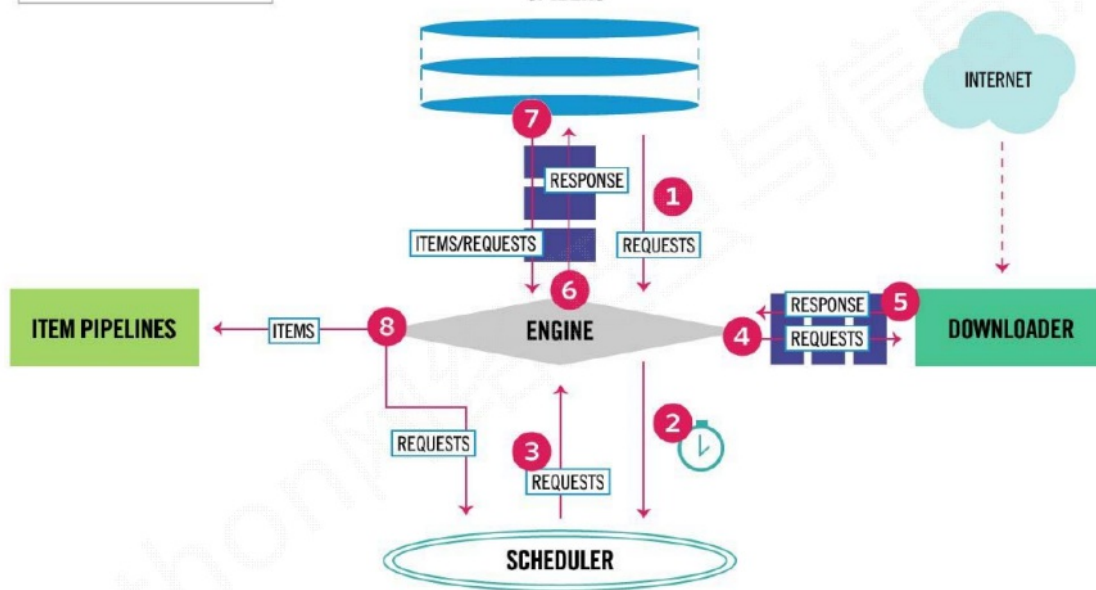 INTERNET
7
RESPONSE
1
ITEMS/REQUESTS
REQUESTS
6
RESPONSE
5
ITEM PIPELINES
ITEMS
8
ENGINE
4
REQUESTS
DOWNLOADER
2
REQUESTS
3
REQUESTS
SCHEDULER